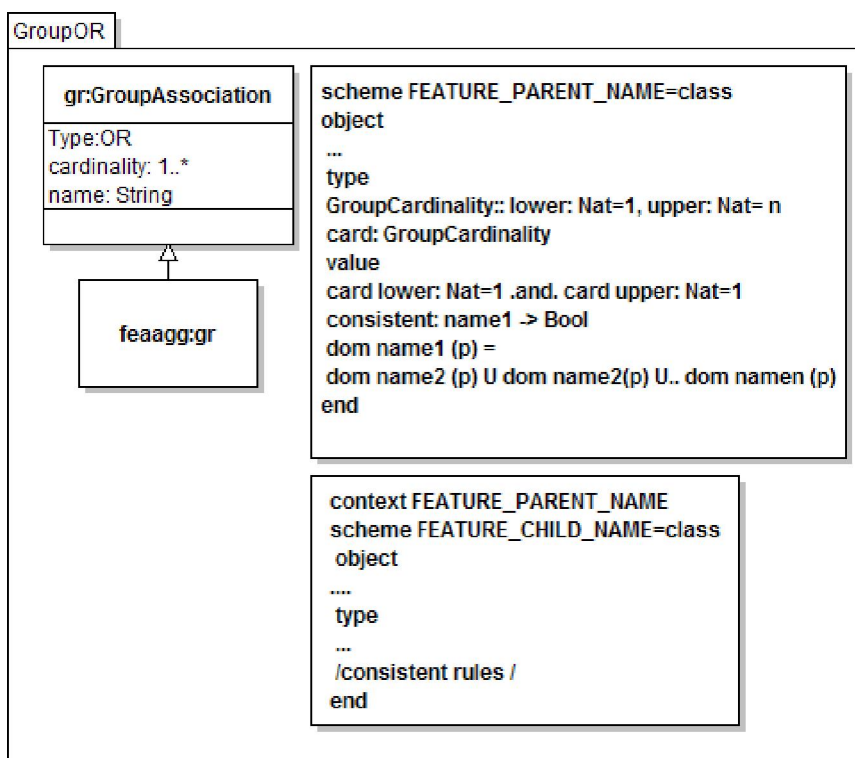 GroupOR
gr:GroupAssociation
Type:OR
cardinality: 1..*
name: String
feaagg:gr
scheme FEATURE_PARENT_NAME=class
object
...
type
GroupCardinality:: lower: Nat=1, upper: Nat= n
card: GroupCardinality
value
card lower: Nat=1 .and. card upper: Nat=1
consistent: name1 -> Bool
dom name1 (p) =
dom name2 (p) U dom name2(p) U.. dom namen (p)
end
context FEATURE_PARENT_NAME
scheme FEATURE_CHILD_NAME=class
object
....
type
...
/consistent rules /
end